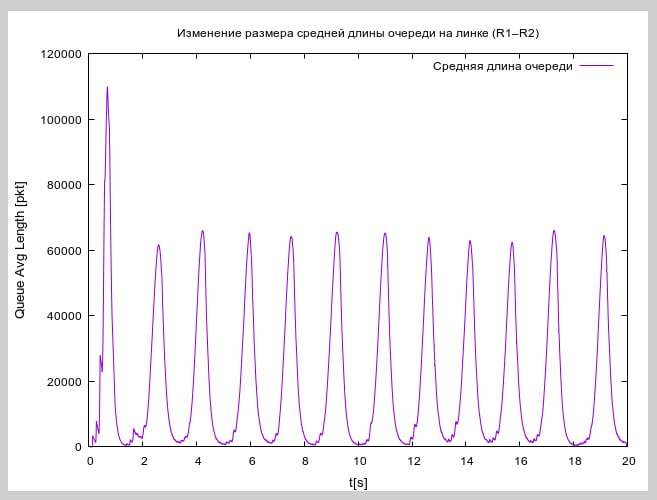 Изменение размера средней длины очереди на линке (R1–R2)
Средняя длина очереди
Queue Avg Length [pkt]
120000
100000
80000
60000
40000
20000
0
0 2 4 6 8 10 12 14 16 18 20
t[s]